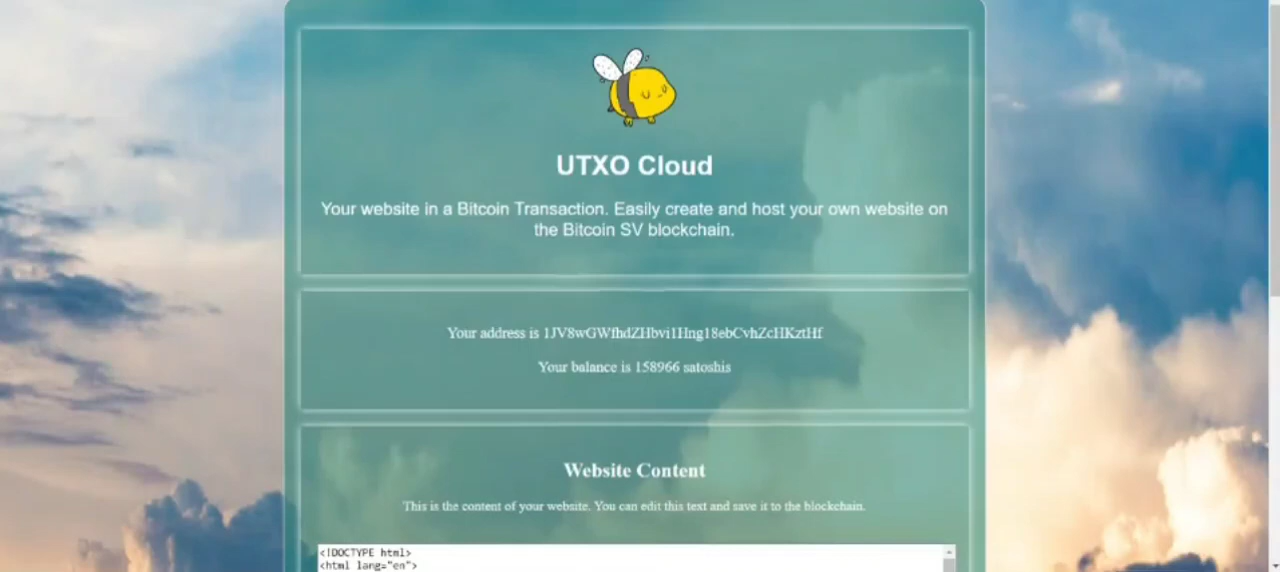 UTXO Cloud
Your website in a Bitcoin Transaction. Easily create and host your own website on
the Bitcoin SV blockchain.
Your address is 1JV8wGWfhdZHbvi1Hng18ebCvhZcHKztHf
Your balance is 158966 satoshis
Website Content
This is the content of your website. You can edit this text and save it to the blockchain.
<!DOCTYPE html>
<html lang="en">